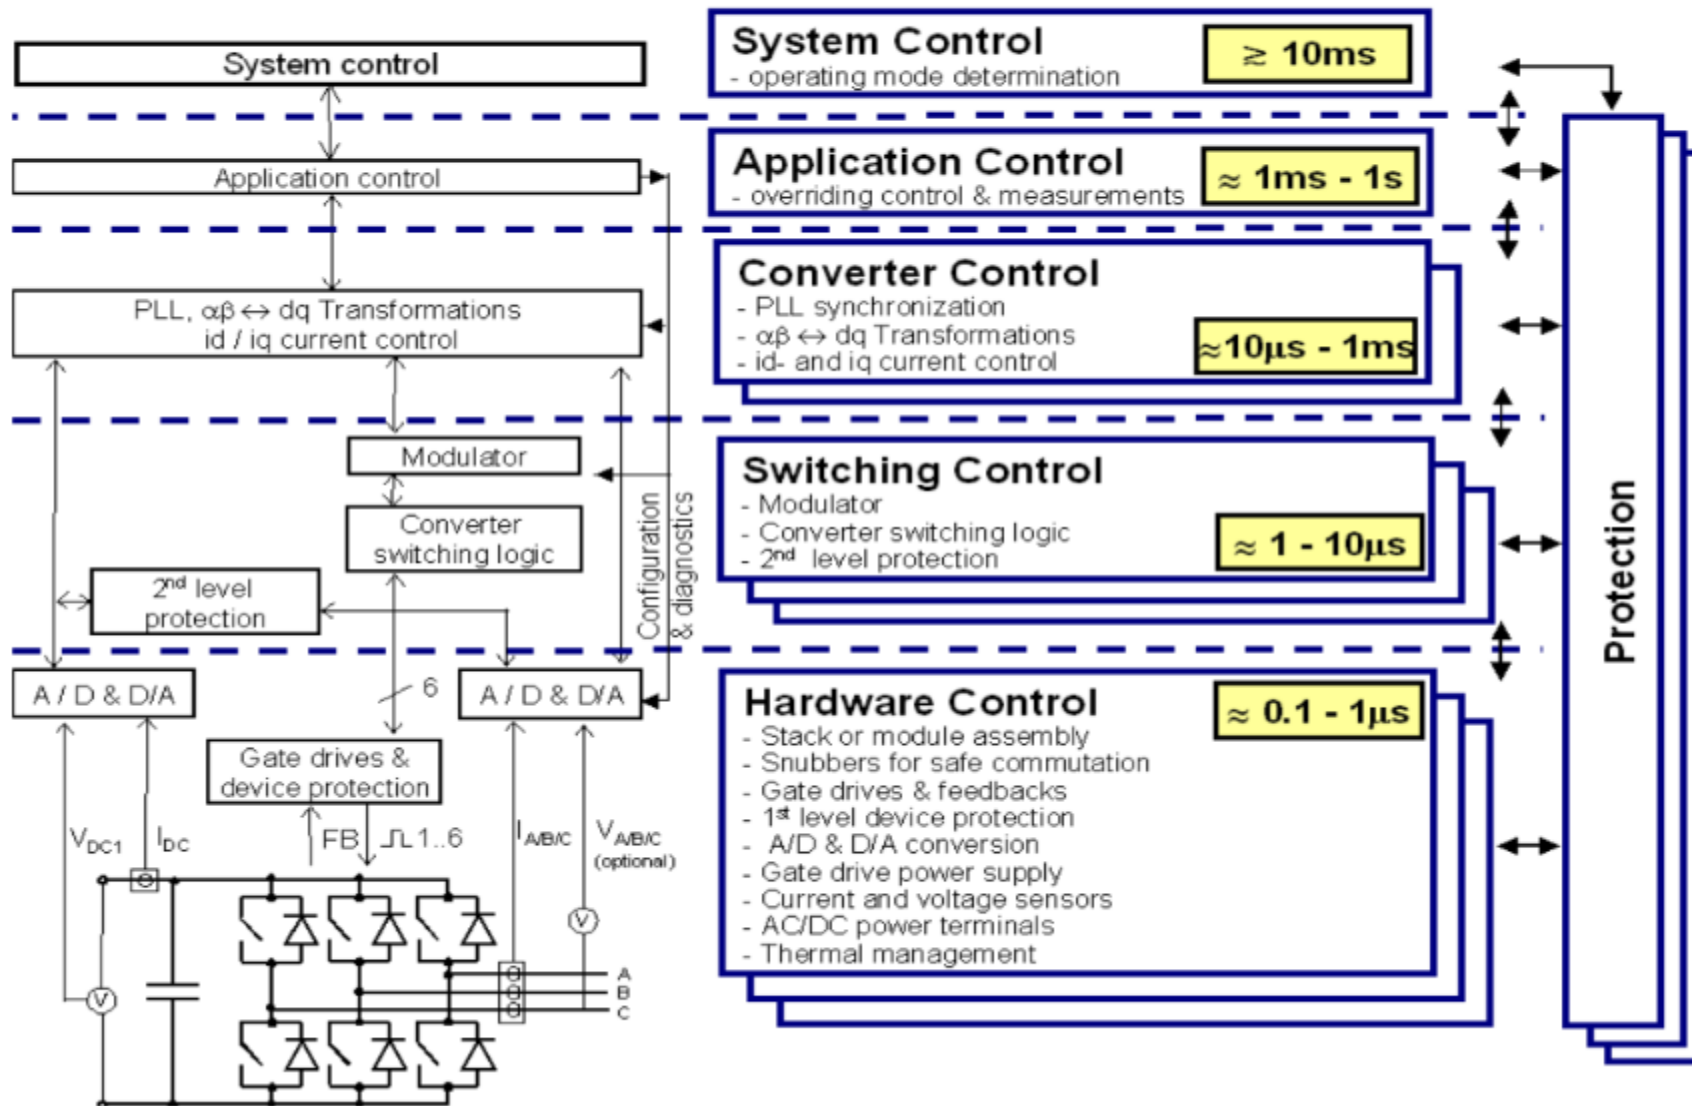 System control
Application control
PLL, αβ ↔ dq Transformations
id / iq current control
Modulator
Converter
switching logic
2nd level
protection
Configuration
& diagnostics
A / D & D/A
6
A / D & D/A
Gate drives &
device protection
VDC1
IDC
FB
1..6
IA/B/C
VA/B/C
(optional)
V
V
A
B
C
System Control
≳ 10ms
- operating mode determination
Application Control
≈ 1ms - 1s
- overriding control & measurements
Converter Control
- PLL synchronization
- αβ ↔ dq Transformations
- id- and iq current control
≈10µs - 1ms
Switching Control
- Modulator
- Converter switching logic
- 2nd level protection
≈ 1 - 10µs
Hardware Control
≈ 0.1 - 1µs
- Stack or module assembly
- Snubbers for safe commutation
- Gate drives & feedbacks
- 1st level device protection
- A/D & D/A conversion
- Gate drive power supply
- Current and voltage sensors
- AC/DC power terminals
- Thermal management
Protection